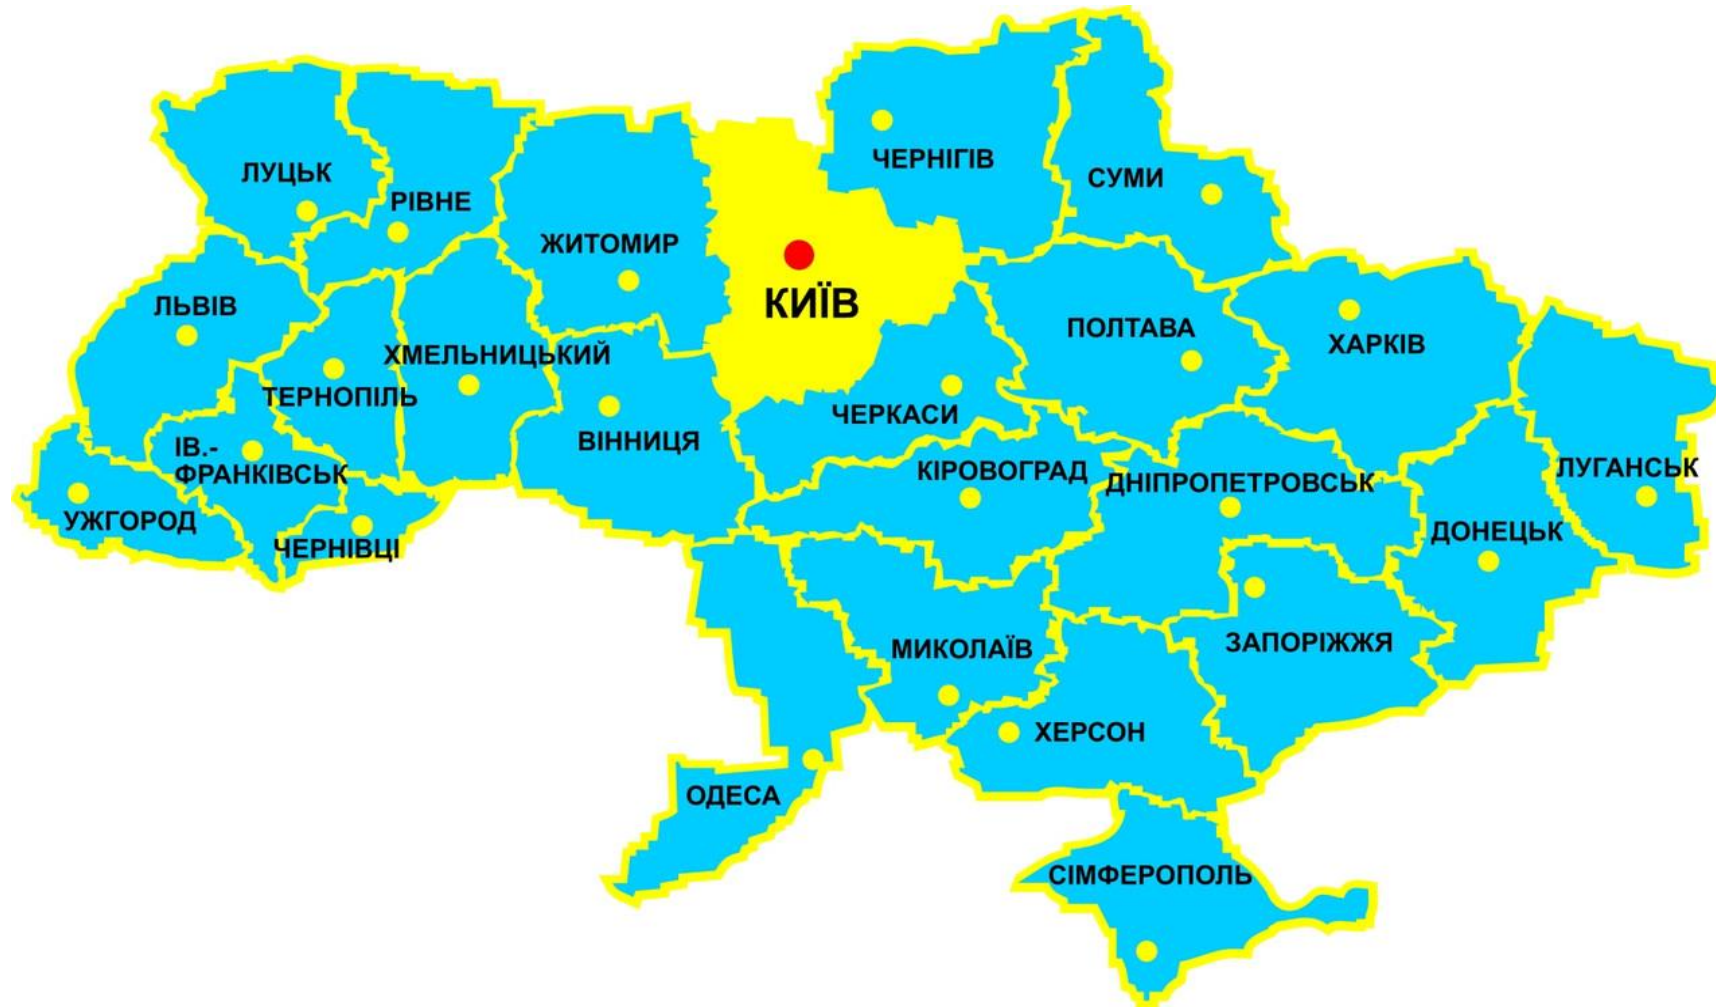 ЧЕРНІГІВ
СУМИ
ЛУЦЬК
РІВНЕ
ЖИТОМИР
КИЇВ
ЛЬВІВ
ПОЛТАВА
ХАРКІВ
ХМЕЛЬНИЦЬКИЙ
ТЕРНОПІЛЬ
ЧЕРКАСИ
ВІННИЦЯ
ІВ.-
ФРАНКІВСЬК
КІРОВОГРАД
ДНІПРОПЕТРОВСЬК
ЛУГАНСЬК
УЖГОРОД
ДОНЕЦЬК
ЧЕРНІВЦІ
МИКОЛАЇВ
ЗАПОРІЖЖЯ
ХЕРСОН
ОДЕСА
СІМФЕРОПОЛЬ